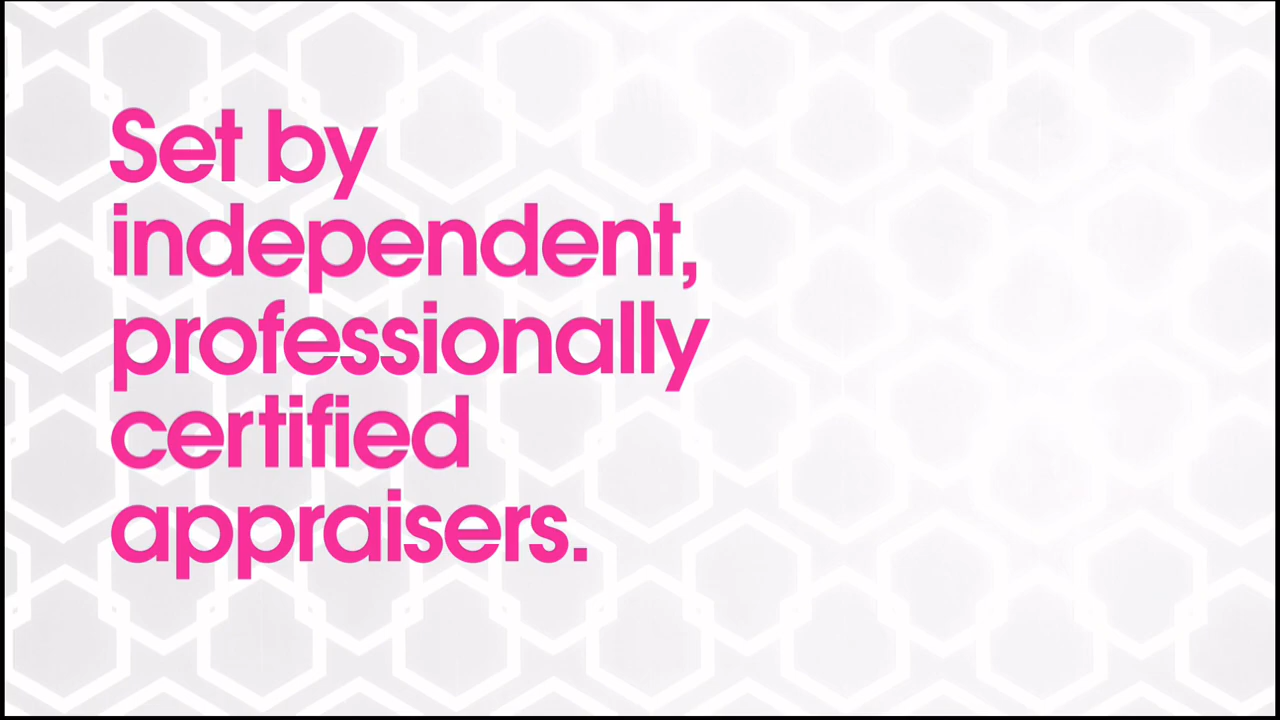 Set by
independent,
professionally
certified
appraisers.